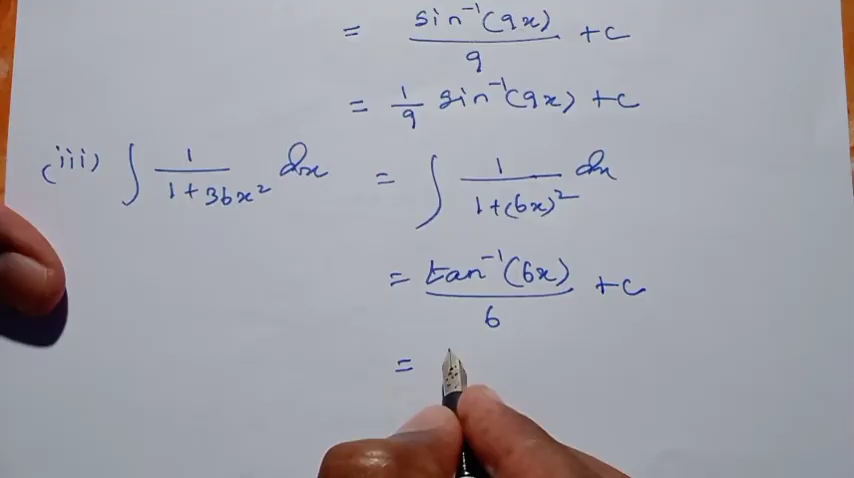 = sin⁻¹(9x)/9 +c
= 1/9 sin⁻¹(9x) +c
(iii) ∫ 1/(1+36x²) dx = ∫ 1/(1+(6x)²) dx
= tan⁻¹(6x)/6 +c
=